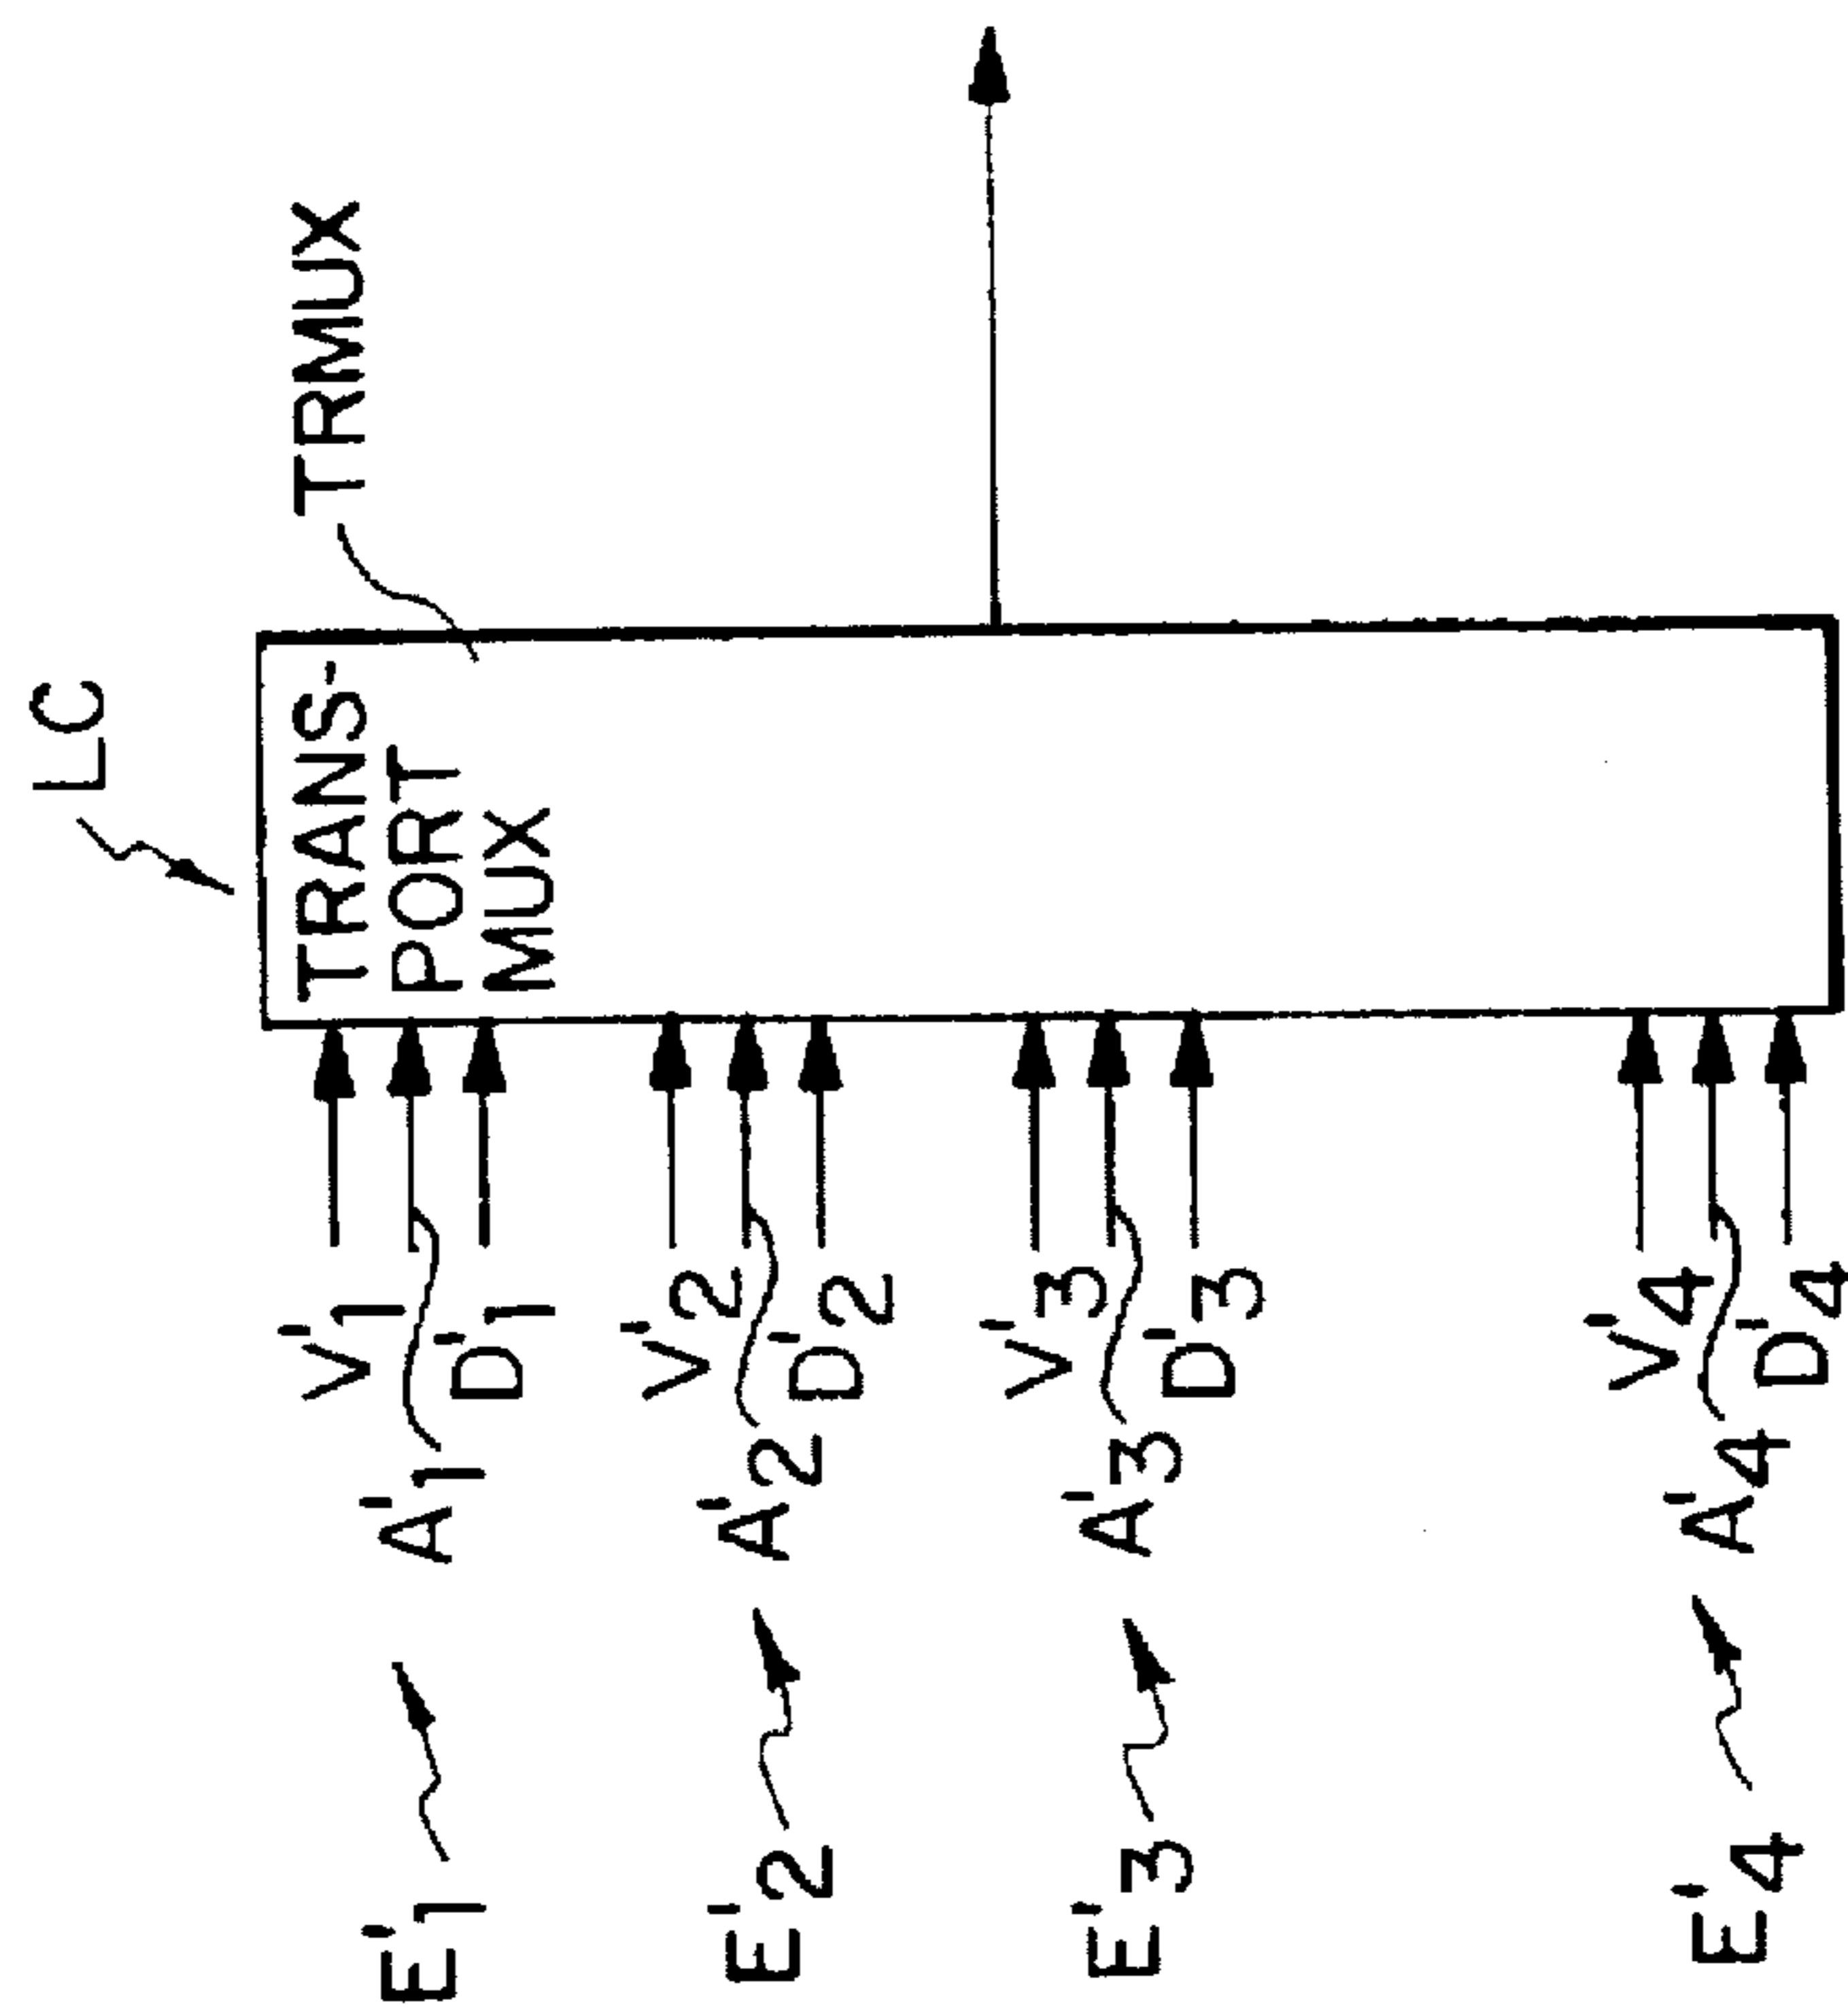 LC
TRMUX
TRANS-
PORT
MUX
V'1
A'1
D'1
E'1
V'2
A'2
D'2
E'2
V'3
A'3
D'3
E'3
V'4
A'4
D'4
E'4